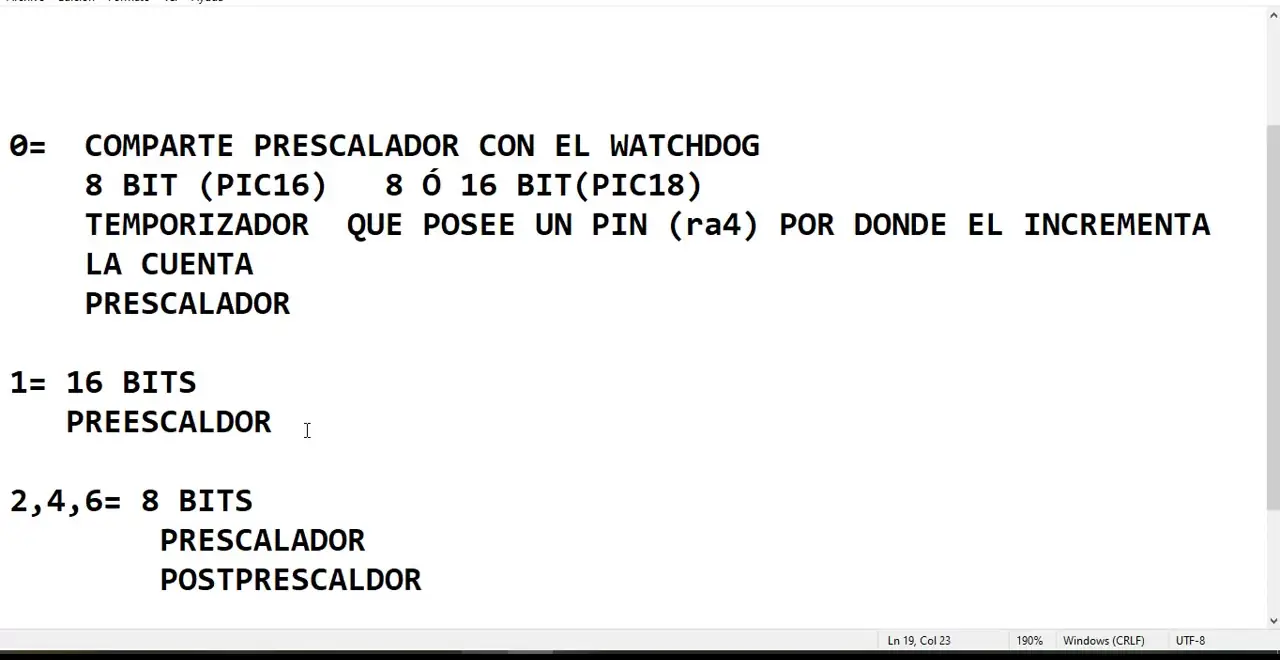 0=  COMPARTE PRESCALADOR CON EL WATCHDOG
8 BIT (PIC16)   8 Ó 16 BIT(PIC18)
TEMPORIZADOR  QUE POSEE UN PIN (ra4) POR DONDE EL INCREMENTA
LA CUENTA
PRESCALADOR
1= 16 BITS
PREESCALDOR
2,4,6= 8 BITS
PRESCALADOR
POSTPRESCALDOR
Ln 19, Col 23 190% Windows (CRLF) UTF-8